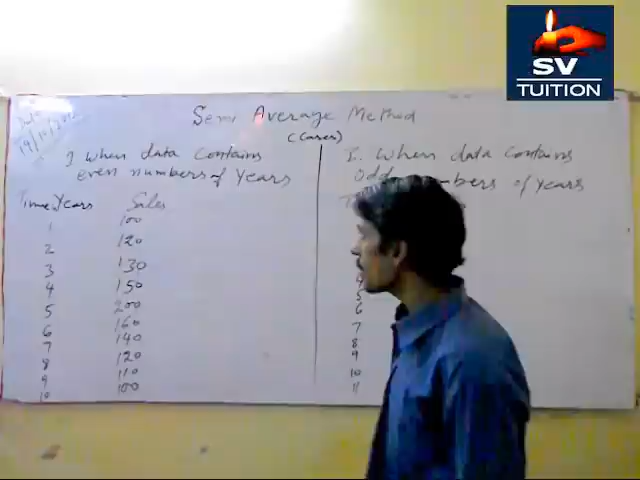 SV
TUITION
Semi Average Method
(Cases)
I when data contains
even numbers of Years
Time Years Sales
1 100
2 120
3 130
4 150
5 200
6 160
7 140
8 120
9 110
10 100
I. when data contains
Odd numbers of years
4
5
6
7
8
9
10
11